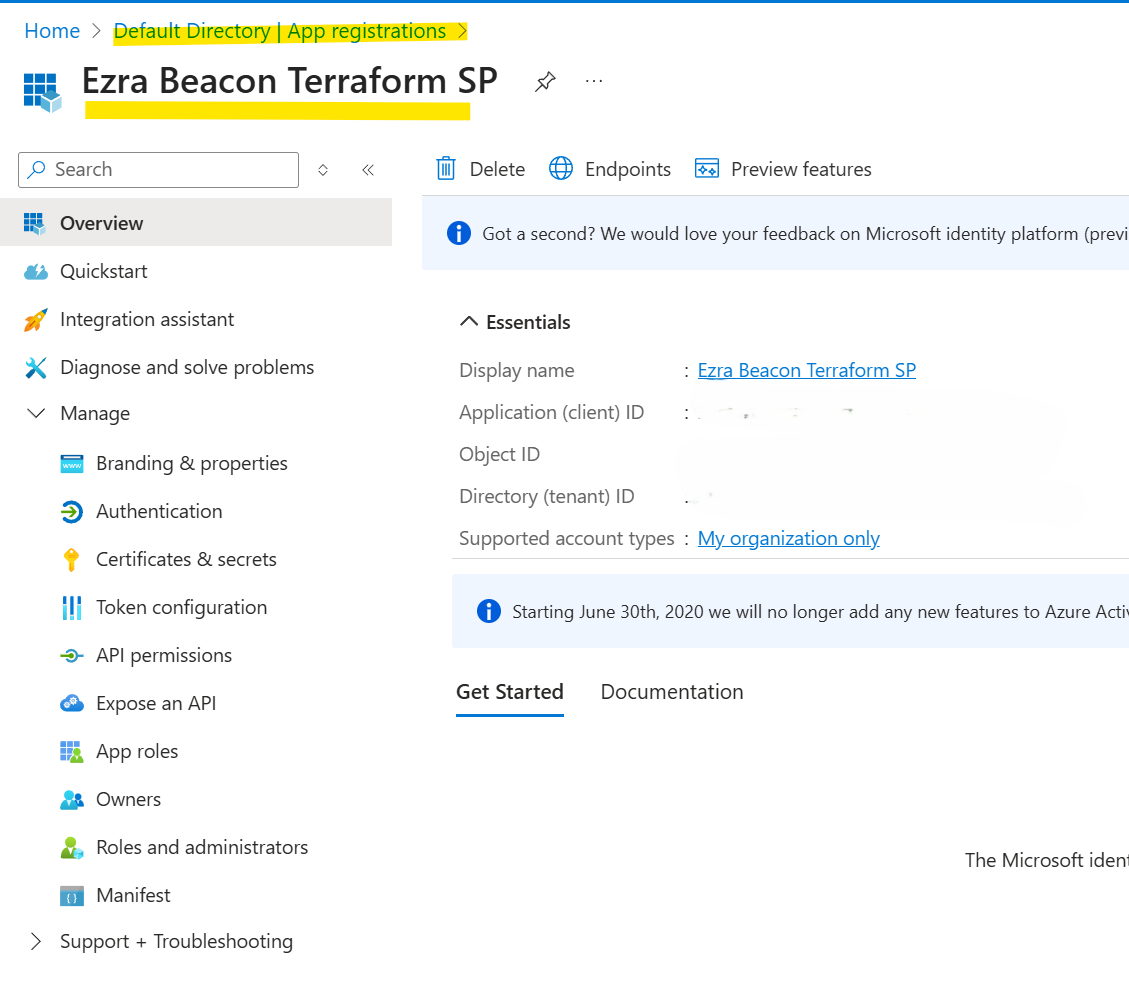 Home > Default Directory | App registrations >
Ezra Beacon Terraform SP
Search
Delete Endpoints Preview features
Overview
Got a second? We would love your feedback on Microsoft identity platform (previ
Quickstart
Integration assistant
Diagnose and solve problems
Manage
Branding & properties
Authentication
Certificates & secrets
Token configuration
API permissions
Expose an API
App roles
Owners
Roles and administrators
Manifest
Support + Troubleshooting
Essentials
Display name : Ezra Beacon Terraform SP
Application (client) ID :
Object ID
Directory (tenant) ID
Supported account types : My organization only
Starting June 30th, 2020 we will no longer add any new features to Azure Activ
Get Started Documentation
The Microsoft ident